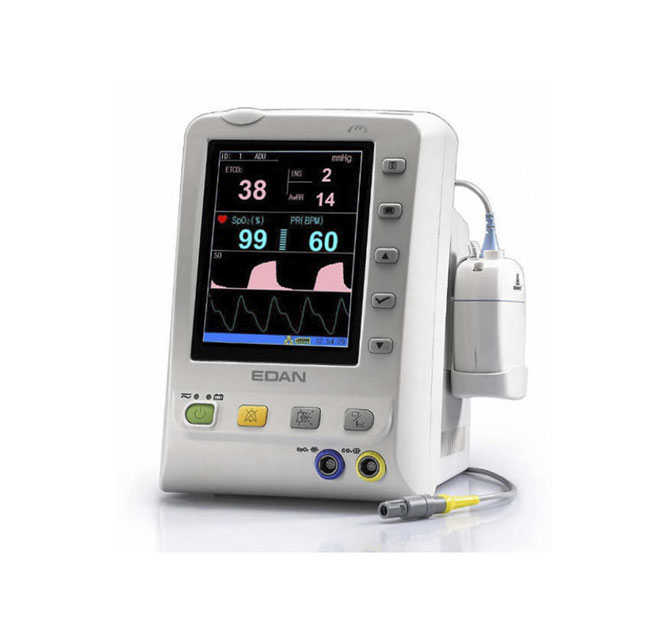 ID: 1 ADU mmHg
ETCO₂ INS 2
38 AwRR 14
SpO₂(%) PR(BPM)
99 60
50
12:54:29
EDAN
SpO₂ CO₂